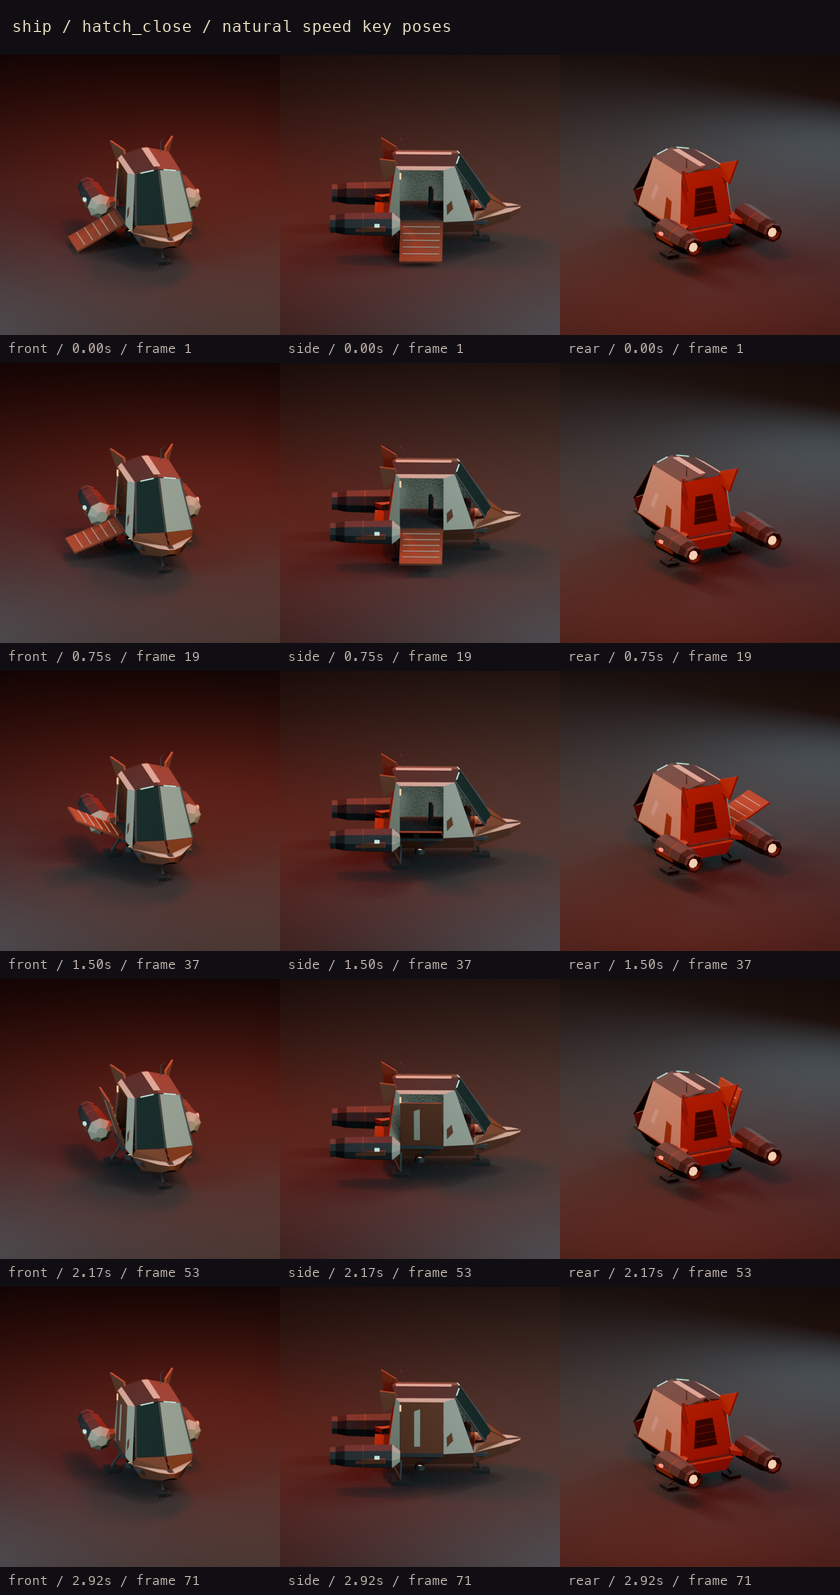 ship / hatch_close / natural speed key poses
front / 0.00s / frame 1
side / 0.00s / frame 1
rear / 0.00s / frame 1
front / 0.75s / frame 19
side / 0.75s / frame 19
rear / 0.75s / frame 19
front / 1.50s / frame 37
side / 1.50s / frame 37
rear / 1.50s / frame 37
front / 2.17s / frame 53
side / 2.17s / frame 53
rear / 2.17s / frame 53
front / 2.92s / frame 71
side / 2.92s / frame 71
rear / 2.92s / frame 71